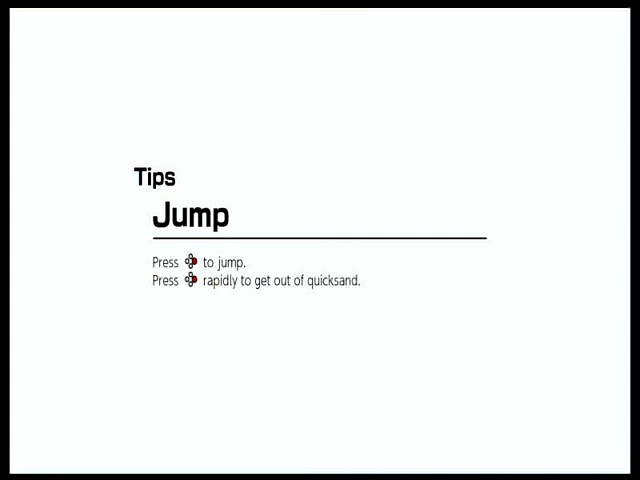 Tips
Jump
Press to jump.
Press rapidly to get out of quicksand.